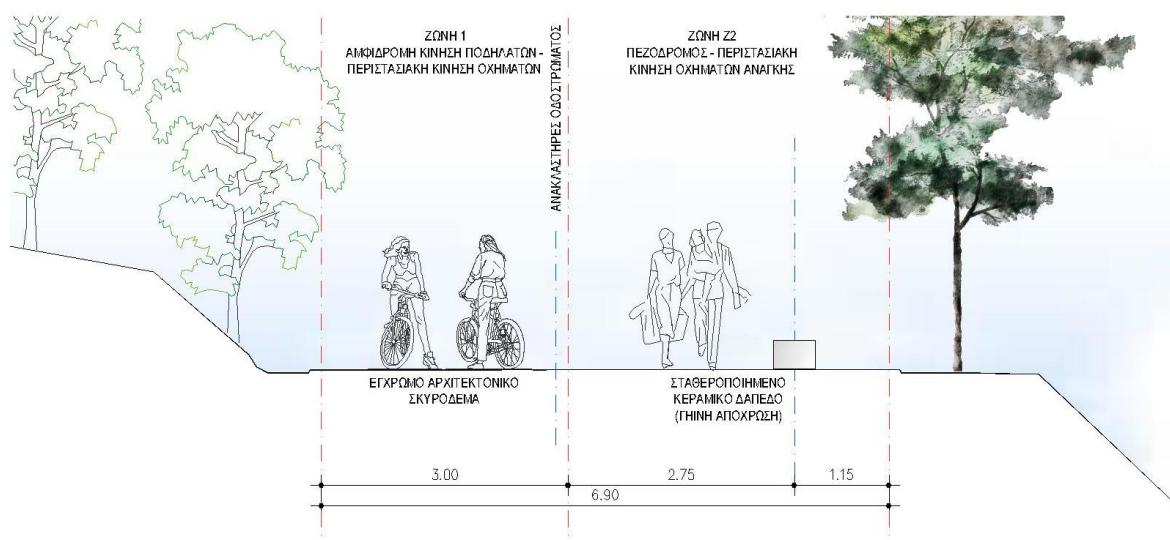 ΖΩΝΗ 1
ΑΜΦΙΔΡΟΜΗ ΚΙΝΗΣΗ ΠΟΔΗΛΑΤΩΝ -
ΠΕΡΙΣΤΑΣΙΑΚΗ ΚΙΝΗΣΗ ΟΧΗΜΑΤΩΝ
ΑΝΑΚΛΑΣΤΗΡΕΣ ΟΔΟΣΤΡΩΜΑΤΟΣ
ΖΩΝΗ Ζ2
ΠΕΖΟΔΡΟΜΟΣ - ΠΕΡΙΣΤΑΣΙΑΚΗ
ΚΙΝΗΣΗ ΟΧΗΜΑΤΩΝ ΑΝΑΓΚΗΣ
ΕΓΧΡΩΜΟ ΑΡΧΙΤΕΚΤΟΝΙΚΟ
ΣΚΥΡΟΔΕΜΑ
ΣΤΑΘΕΡΟΠΟΙΗΜΕΝΟ
ΚΕΡΑΜΙΚΟ ΔΑΠΕΔΟ
(ΓΗΙΝΗ ΑΠΟΧΡΩΣΗ)
3.00
2.75
1.15
6.90